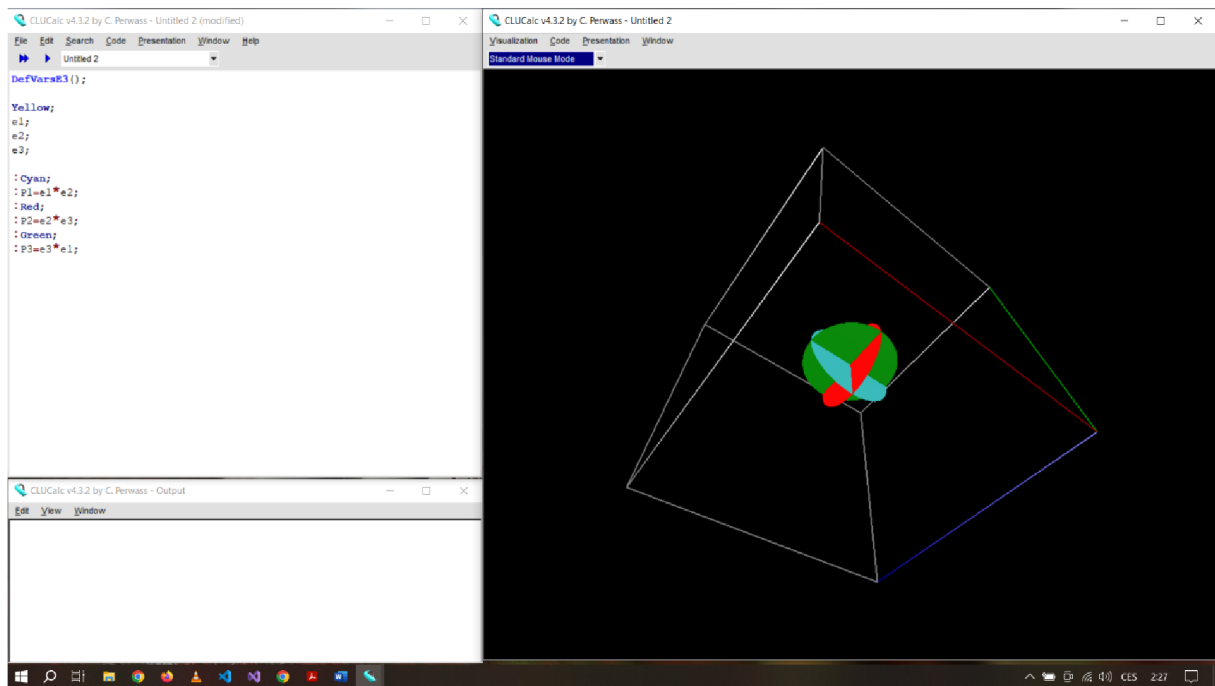 CLUCalc v4.3.2 by C. Perwass - Untitled 2 (modified)
File Edit Search Code Presentation Window Help
Untitled 2
DefVarsE3();
Yellow;
e1;
e2;
e3;
:Cyan;
:P1=e1*e2;
:Red;
:P2=e2*e3;
:Green;
:P3=e3*e1;
CLUCalc v4.3.2 by C. Perwass - Output
Edit View Window
CLUCalc v4.3.2 by C. Perwass - Untitled 2
Visualization Code Presentation Window
Standard Mouse Mode
CES 2:27